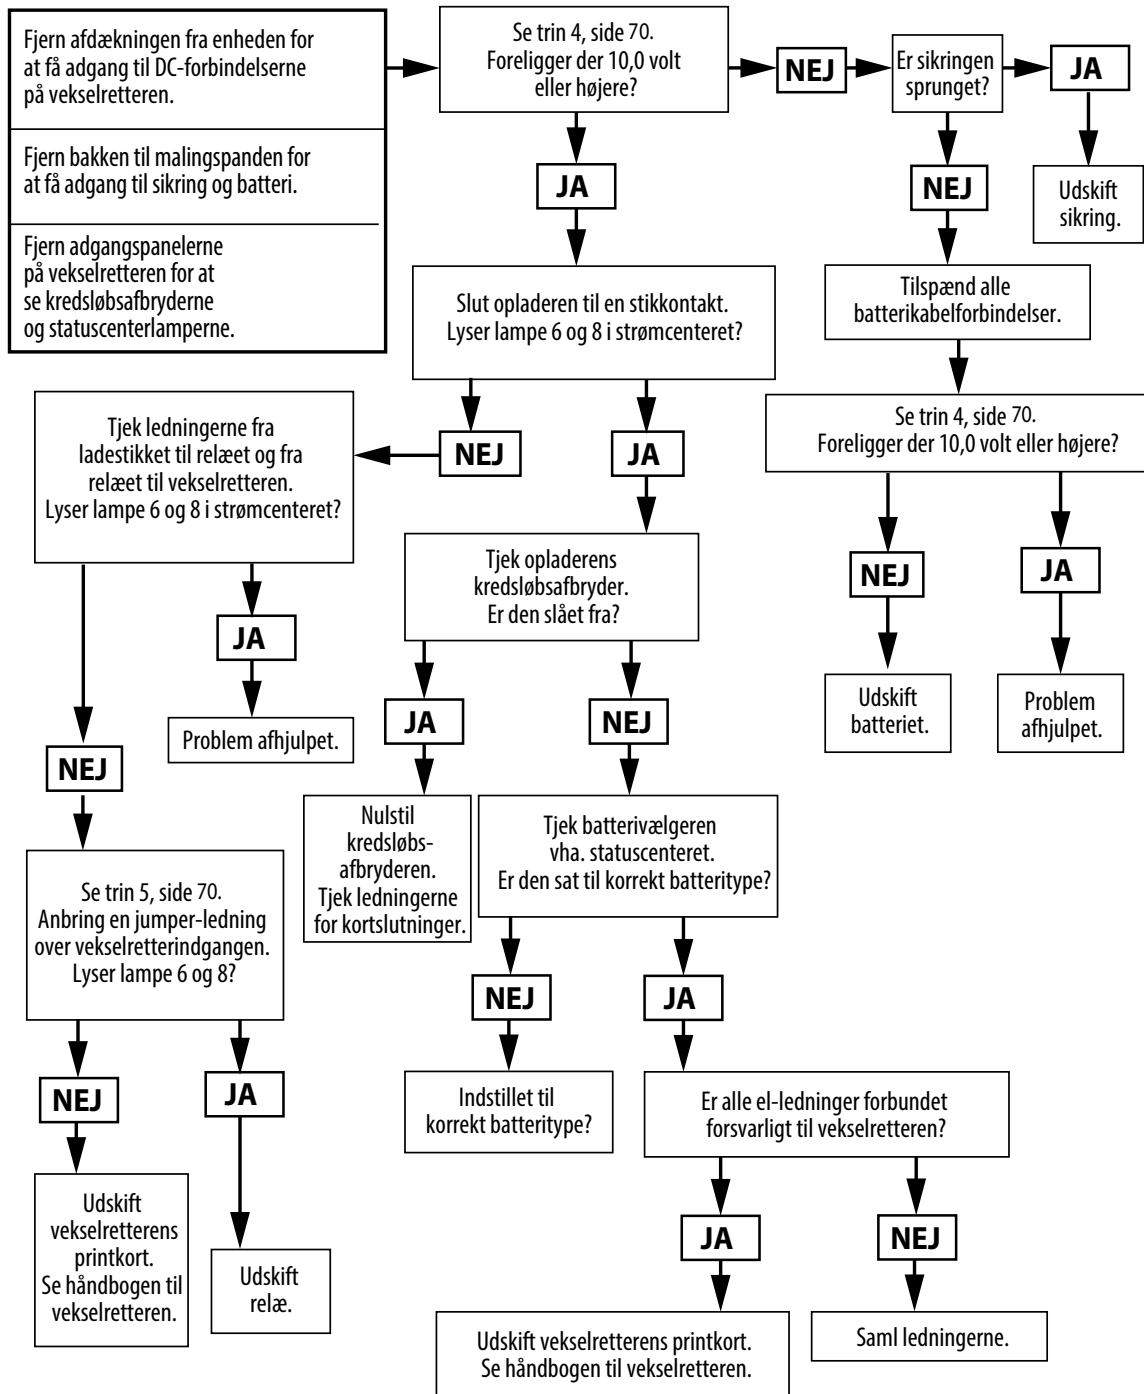 Fjern afdækningen fra enheden for
at få adgang til DC-forbindelserne
på vekselretteren.
Fjern bakken til malingspanden for
at få adgang til sikring og batteri.
Fjern adgangspanelerne
på vekselretteren for at
se kredsløbsafbryderne
og statuscenterlamperne.
Se trin 4, side 70.
Foreligger der 10,0 volt
eller højere?
NEJ
Er sikringen
sprunget?
JA
JA
NEJ
Udskift
sikring.
Slut opladeren til en stikkontakt.
Lyser lampe 6 og 8 i strømcenteret?
Tilspænd alle
batterikabelforbindelser.
Tjek ledningerne fra
ladestikket til relæet og fra
relæet til vekselretteren.
Lyser lampe 6 og 8 i strømcenteret?
NEJ
JA
Se trin 4, side 70.
Foreligger der 10,0 volt eller højere?
Tjek opladerens
kredsløbsafbryder.
Er den slået fra?
NEJ
JA
JA
Problem afhjulpet.
JA
NEJ
Udskift
batteriet.
Problem
afhjulpet.
NEJ
Nulstil
kredsløbs-
afbryderen.
Tjek ledningerne
for kortslutninger.
Tjek batterivælgeren
vha. statuscenteret.
Er den sat til korrekt batteritype?
Se trin 5, side 70.
Anbring en jumper-ledning
over vekselretterindgangen.
Lyser lampe 6 og 8?
NEJ
JA
NEJ
JA
Indstillet til
korrekt batteritype?
Er alle el-ledninger forbundet
forsvarligt til vekselretteren?
Udskift
vekselretterens
printkort.
Se håndbogen til
vekselretteren.
Udskift
relæ.
JA
NEJ
Udskift vekselretterens printkort.
Se håndbogen til vekselretteren.
Saml ledningerne.